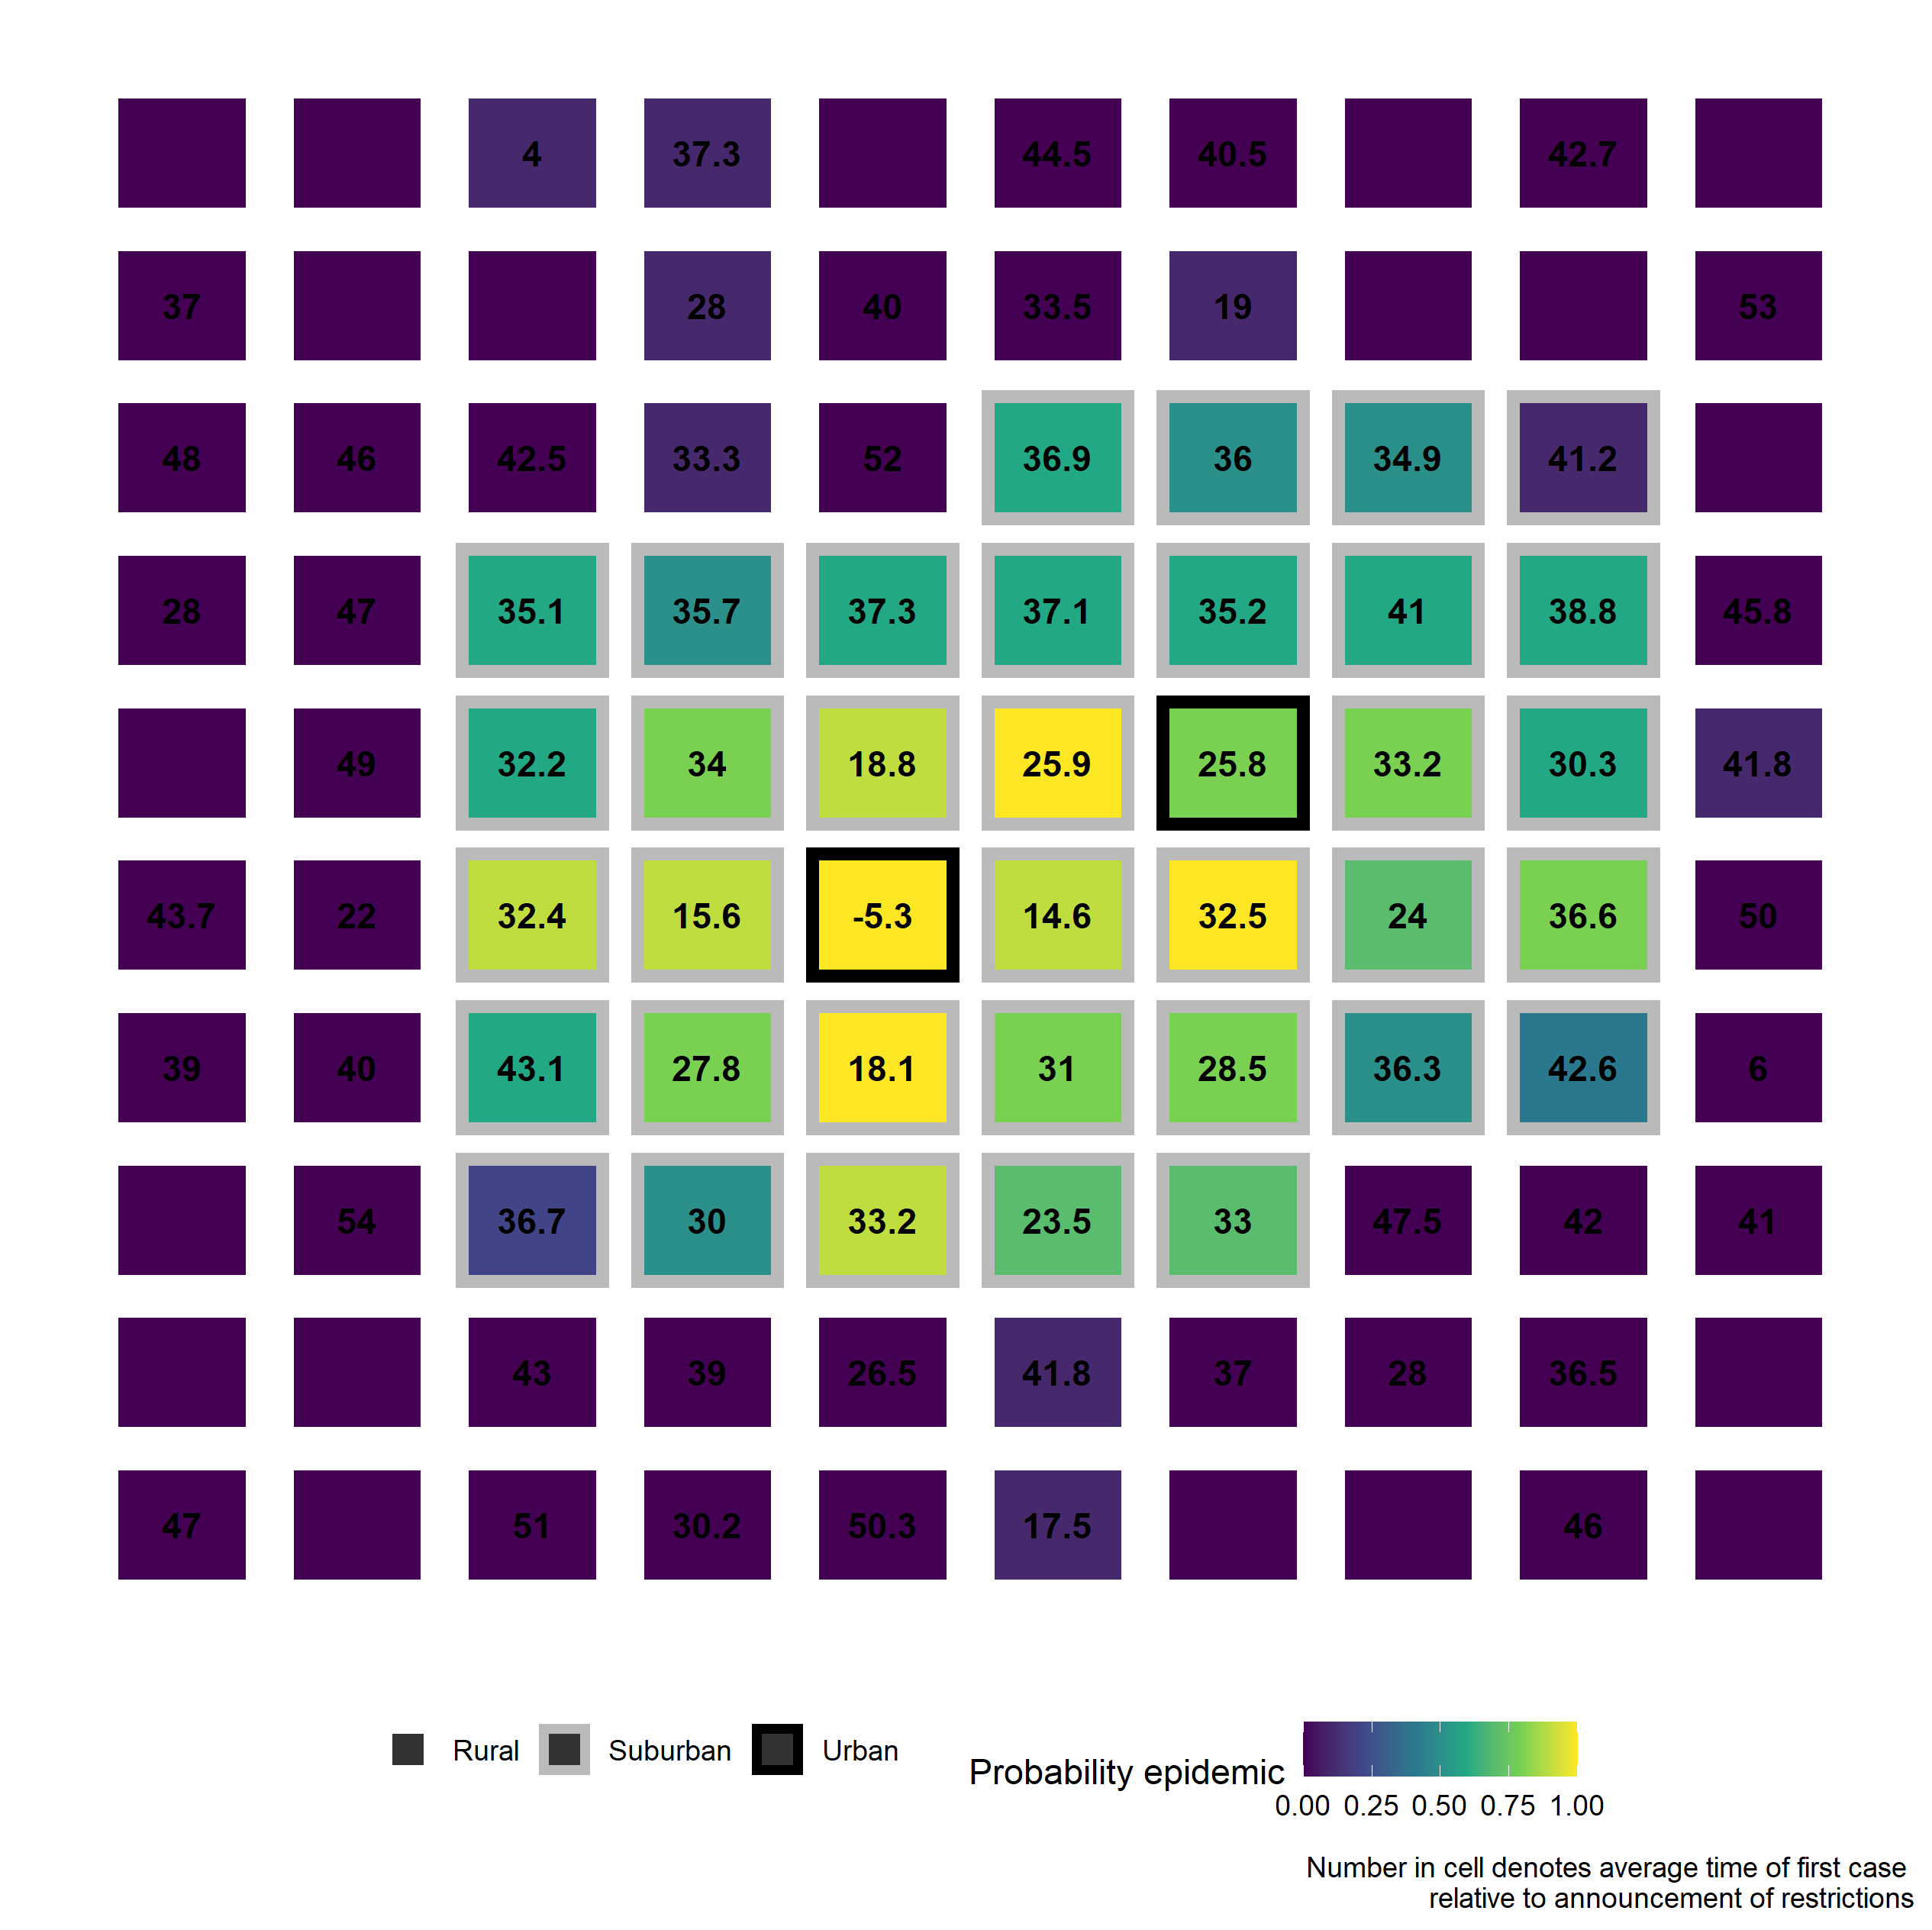 4 37.3 44.5 40.5 42.7
37 28 40 33.5 19 53
48 46 42.5 33.3 52 36.9 36 34.9 41.2
28 47 35.1 35.7 37.3 37.1 35.2 41 38.8 45.8
49 32.2 34 18.8 25.9 25.8 33.2 30.3 41.8
43.7 22 32.4 15.6 -5.3 14.6 32.5 24 36.6 50
39 40 43.1 27.8 18.1 31 28.5 36.3 42.6 6
54 36.7 30 33.2 23.5 33 47.5 42 41
43 39 26.5 41.8 37 28 36.5
47 51 30.2 50.3 17.5 46
Rural Suburban Urban
Probability epidemic
0.00 0.25 0.50 0.75 1.00
Number in cell denotes average time of first case
relative to announcement of restrictions